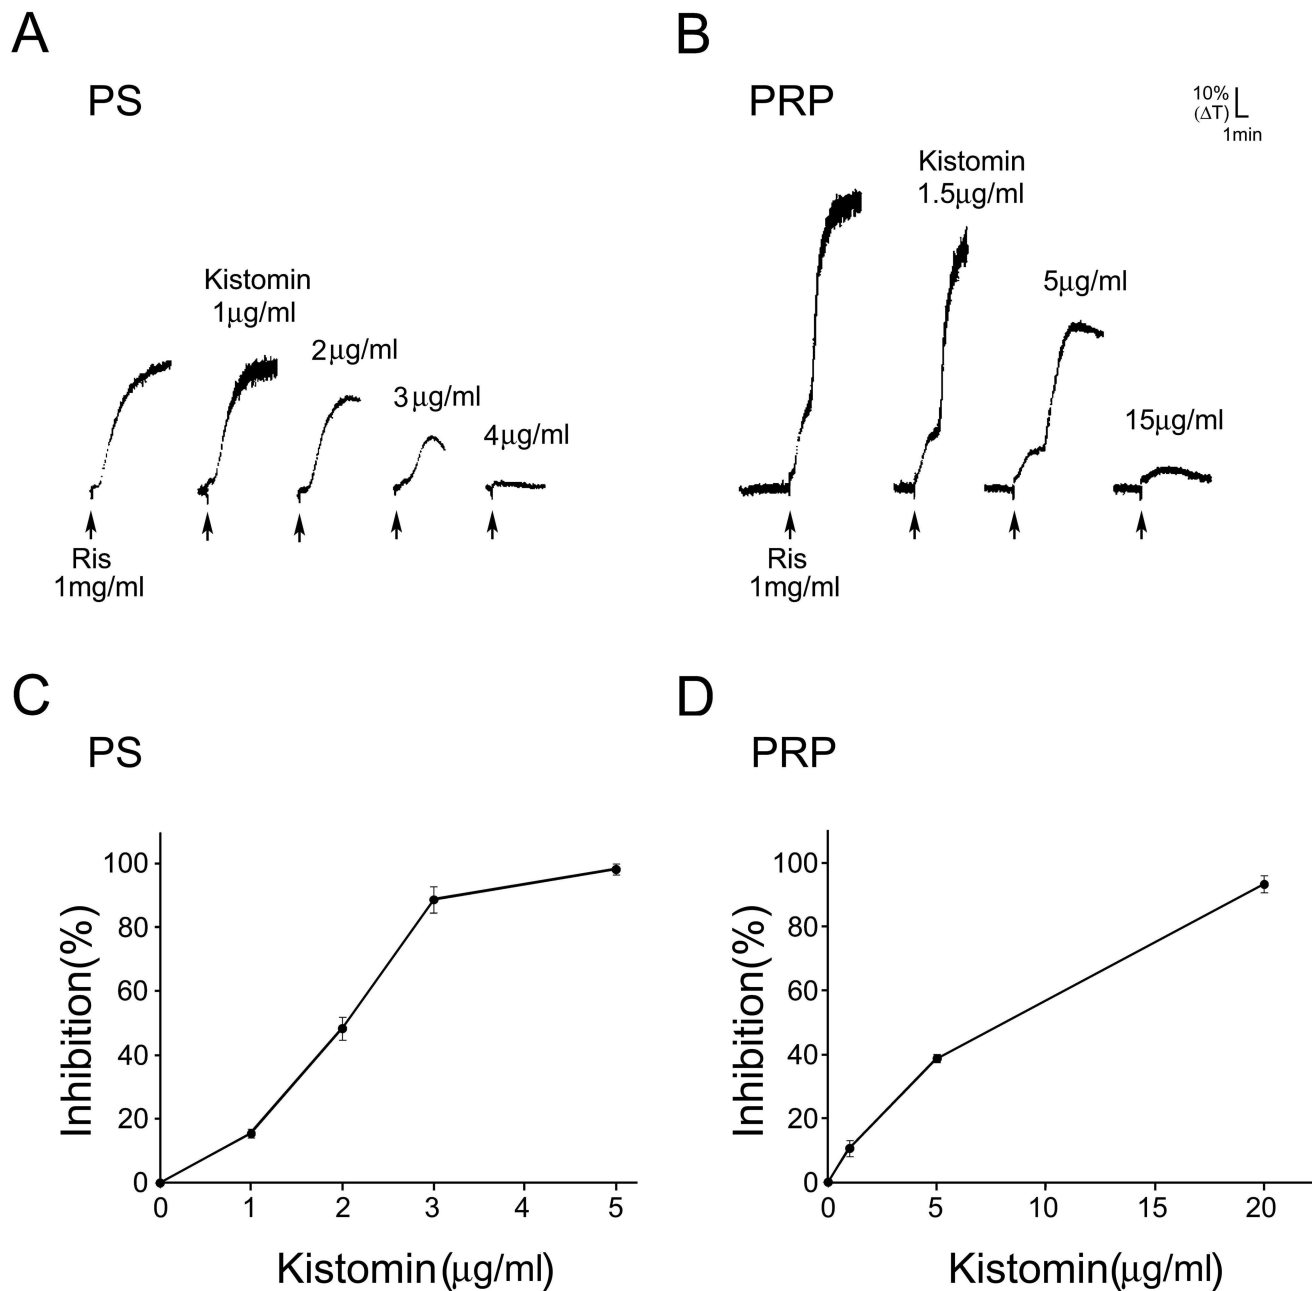 A
PS
Kistomin
1μg/ml
2μg/ml
3μg/ml
4μg/ml
Ris
1mg/ml
B
PRP
10%
(ΔT)
1min
Kistomin
1.5μg/ml
5μg/ml
15μg/ml
Ris
1mg/ml
C
PS
Inhibition(%)
100
80
60
40
20
0
0 1 2 3 4 5
Kistomin(μg/ml)
D
PRP
Inhibition(%)
100
80
60
40
20
0
0 5 10 15 20
Kistomin(μg/ml)